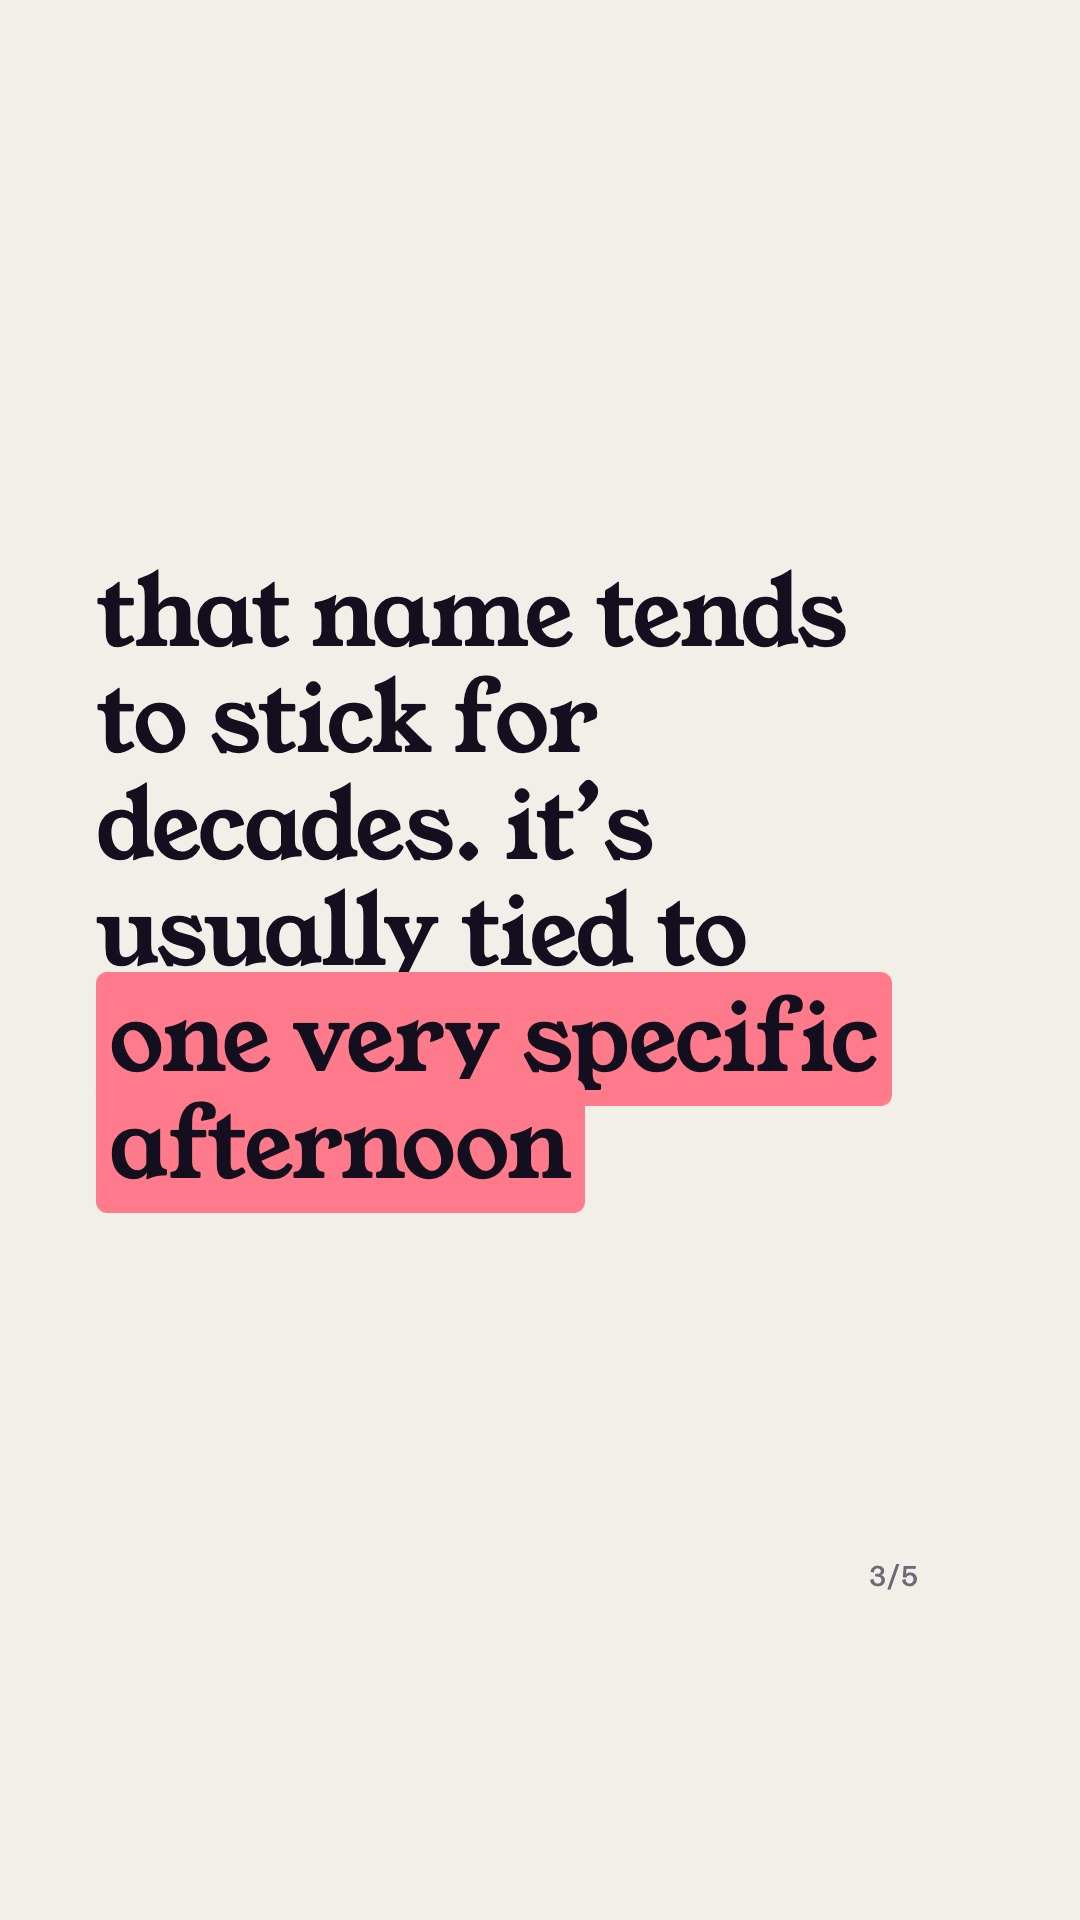 that name tends
to stick for
decades. it’s
usually tied to
one very specific
afternoon
3/5